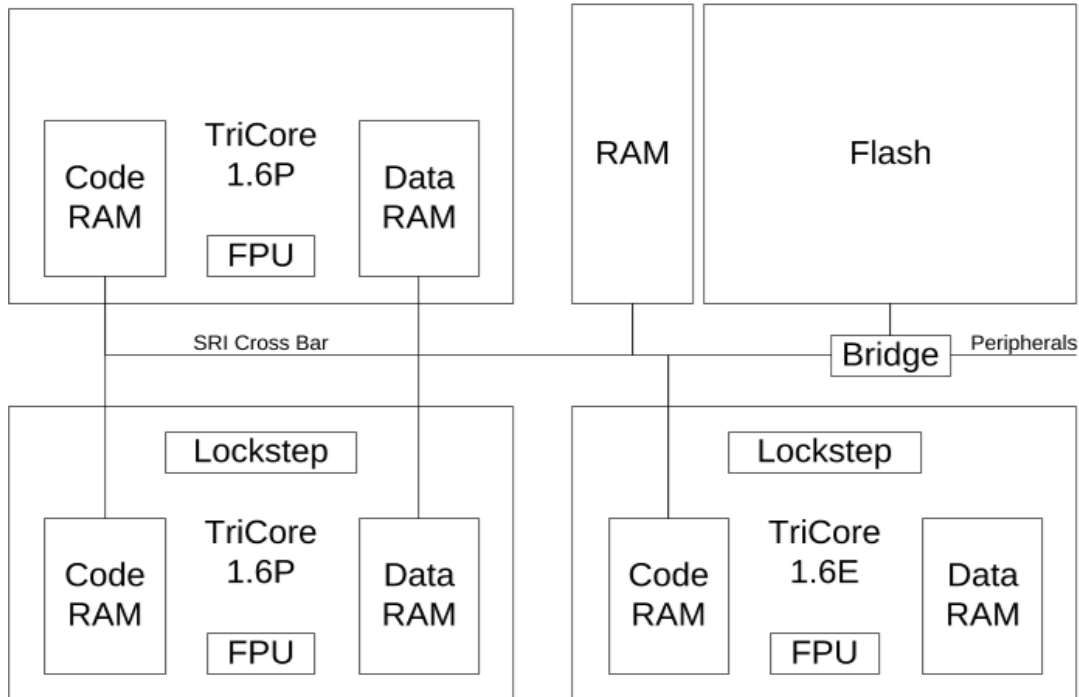 Code
RAM
TriCore
1.6P
FPU
Data
RAM
RAM
Flash
SRI Cross Bar
Bridge
Peripherals
Lockstep
Code
RAM
TriCore
1.6P
FPU
Data
RAM
Lockstep
Code
RAM
TriCore
1.6E
FPU
Data
RAM